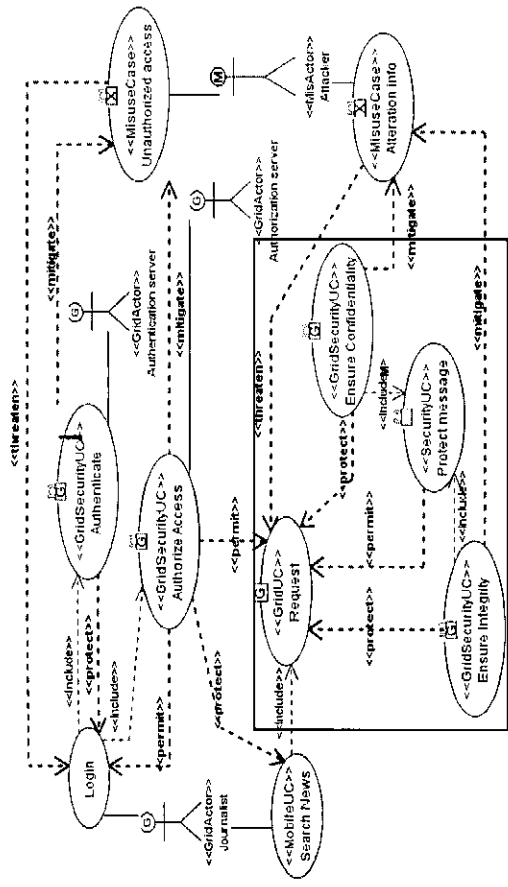 <<threaten>>
<<MisuseCase>>
Unauthorized access
<<mitigate>>
<<GridActor>>
Authentication server
G
<<GridSecurityUC>>
Authenticate
G
<<Include>>
<<protect>>
<<include>>
Login
<<mitigate>>
<<GridSecurityUC>>
Authorize Access
G
<<permit>>
M
<<MisActor>>
Attacker
G
<<GridActor>>
Authorization server
G
<<GridActor>>
Journalist
<<protect>>
<<permit>>
<<MisuseCase>>
Alteration info
<<threaten>>
<<mitigate>>
<<GridSecurityUC>>
Ensure Confidentiality
G
<<protect>>
G
<<GridUC>>
Request
<<include>>
<<MobileUC>>
Search News
<<SecurityUC>>
Protect message
<<permit>>
<<include>>
<<mitigate>>
<<protect>>
<<GridSecurityUC>>
Ensure Integrity
G